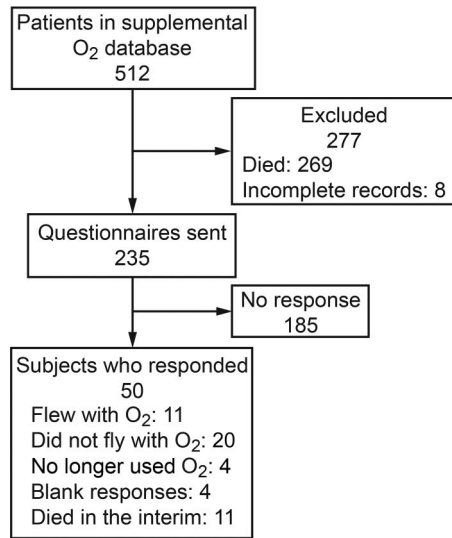 Patients in supplemental
O₂ database
512
Excluded
277
Died: 269
Incomplete records: 8
Questionnaires sent
235
No response
185
Subjects who responded
50
Flew with O₂: 11
Did not fly with O₂: 20
No longer used O₂: 4
Blank responses: 4
Died in the interim: 11